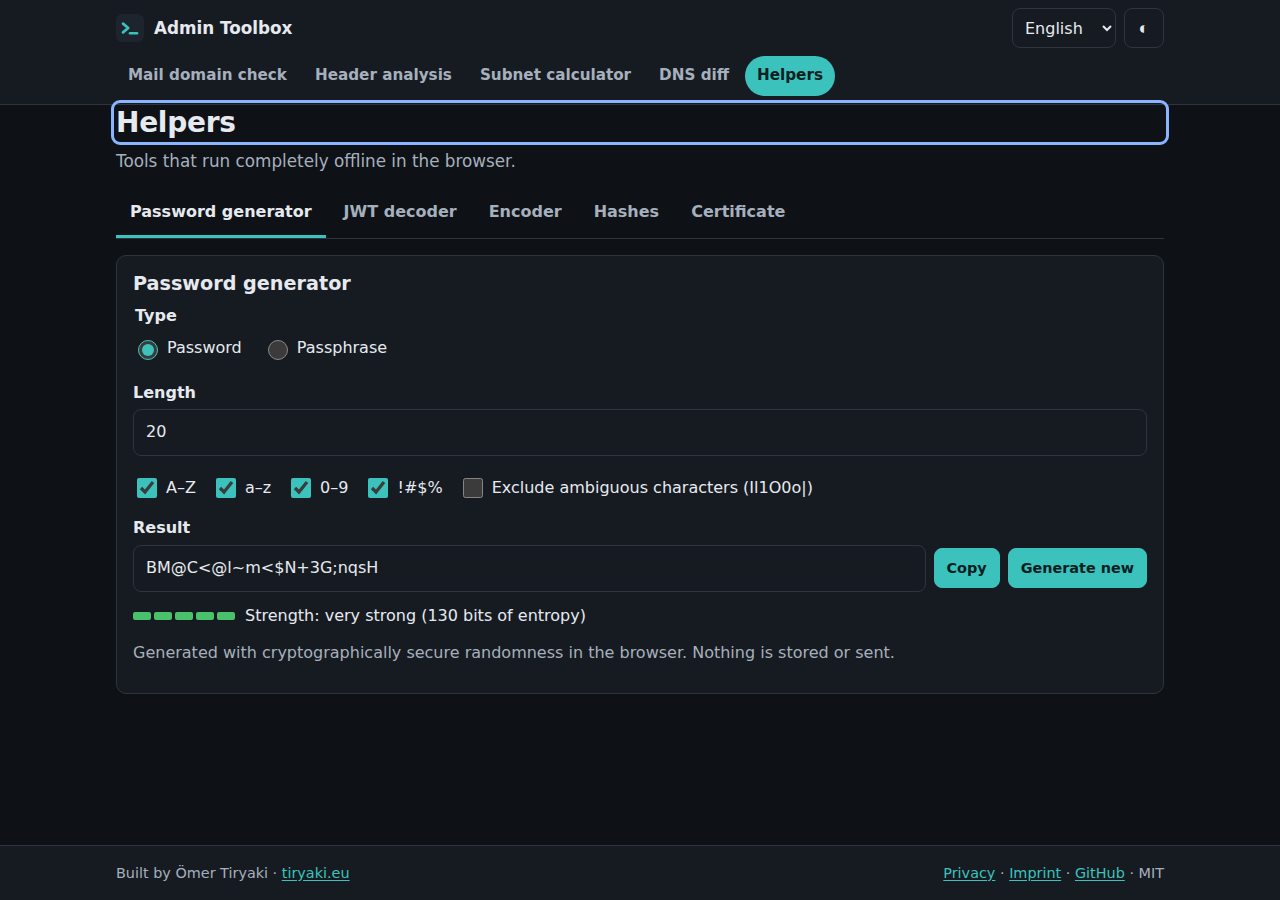 Admin Toolbox
English
Mail domain check Header analysis Subnet calculator DNS diff Helpers
Helpers
Tools that run completely offline in the browser.
Password generator JWT decoder Encoder Hashes Certificate
Password generator
Type
Password Passphrase
Length
20
A–Z a–z 0–9 !#$% Exclude ambiguous characters (Il1O0o|)
Result
BM@C<@l~m<$N+3G;nqsH Copy Generate new
Strength: very strong (130 bits of entropy)
Generated with cryptographically secure randomness in the browser. Nothing is stored or sent.
Built by Ömer Tiryaki · tiryaki.eu Privacy · Imprint · GitHub · MIT